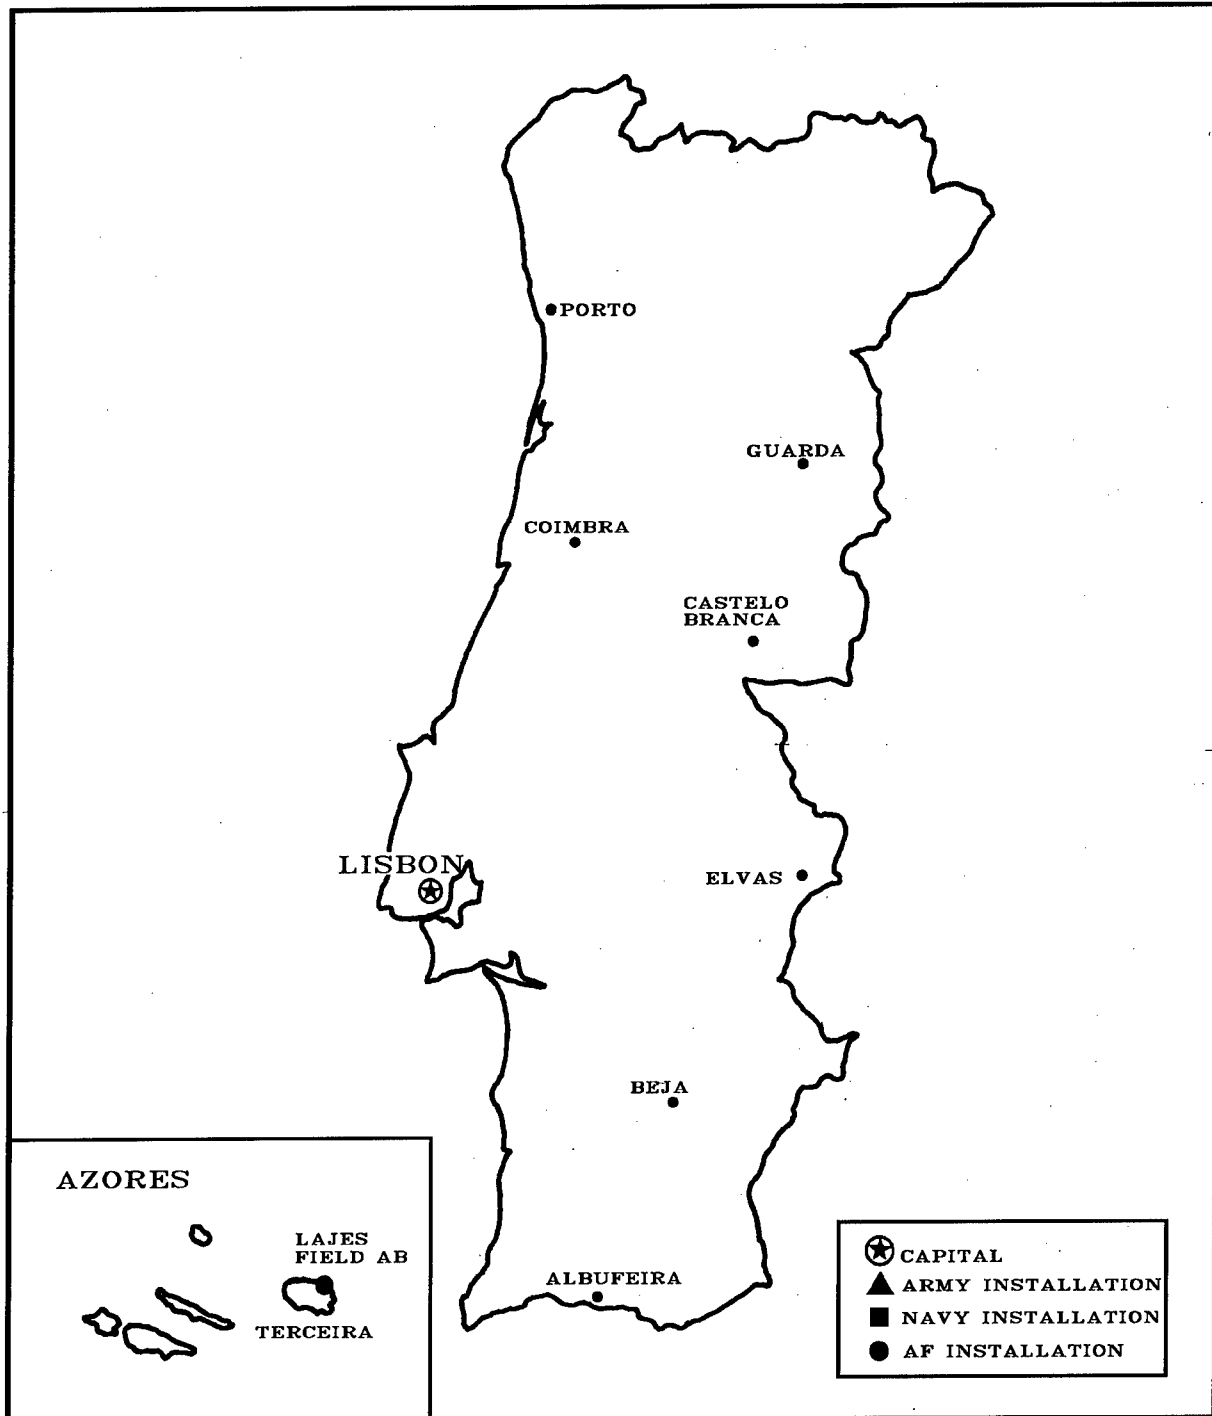 PORTO
GUARDA
COIMBRA
CASTELO
BRANCA
LISBON
ELVAS
BEJA
AZORES
LAJES
FIELD AB
TERCEIRA
ALBUFEIRA
CAPITAL
ARMY INSTALLATION
NAVY INSTALLATION
AF INSTALLATION